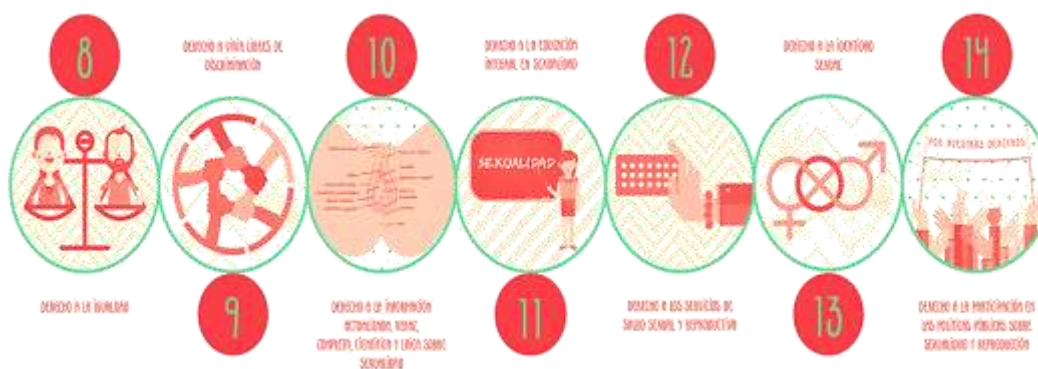 8
DERECHO A LA IGUALDAD
DERECHO A VIVIR LIBRES DE
DISCRIMINACIÓN
9
10
DERECHO A LA INFORMACIÓN
ACTUALIZADA, VERAZ,
COMPLETA, CIENTÍFICA Y LAICA SOBRE
SEXUALIDAD
DERECHO A LA EDUCACIÓN
INTEGRAL EN SEXUALIDAD
SEXUALIDAD
11
12
DERECHO A LOS SERVICIOS DE
SALUD SEXUAL Y REPRODUCTIVA
DERECHO A LA IDENTIDAD
SEXUAL
13
14
POR NUESTROS DERECHOS
DERECHO A LA PARTICIPACIÓN EN
LAS POLÍTICAS PÚBLICAS SOBRE
SEXUALIDAD Y REPRODUCCIÓN